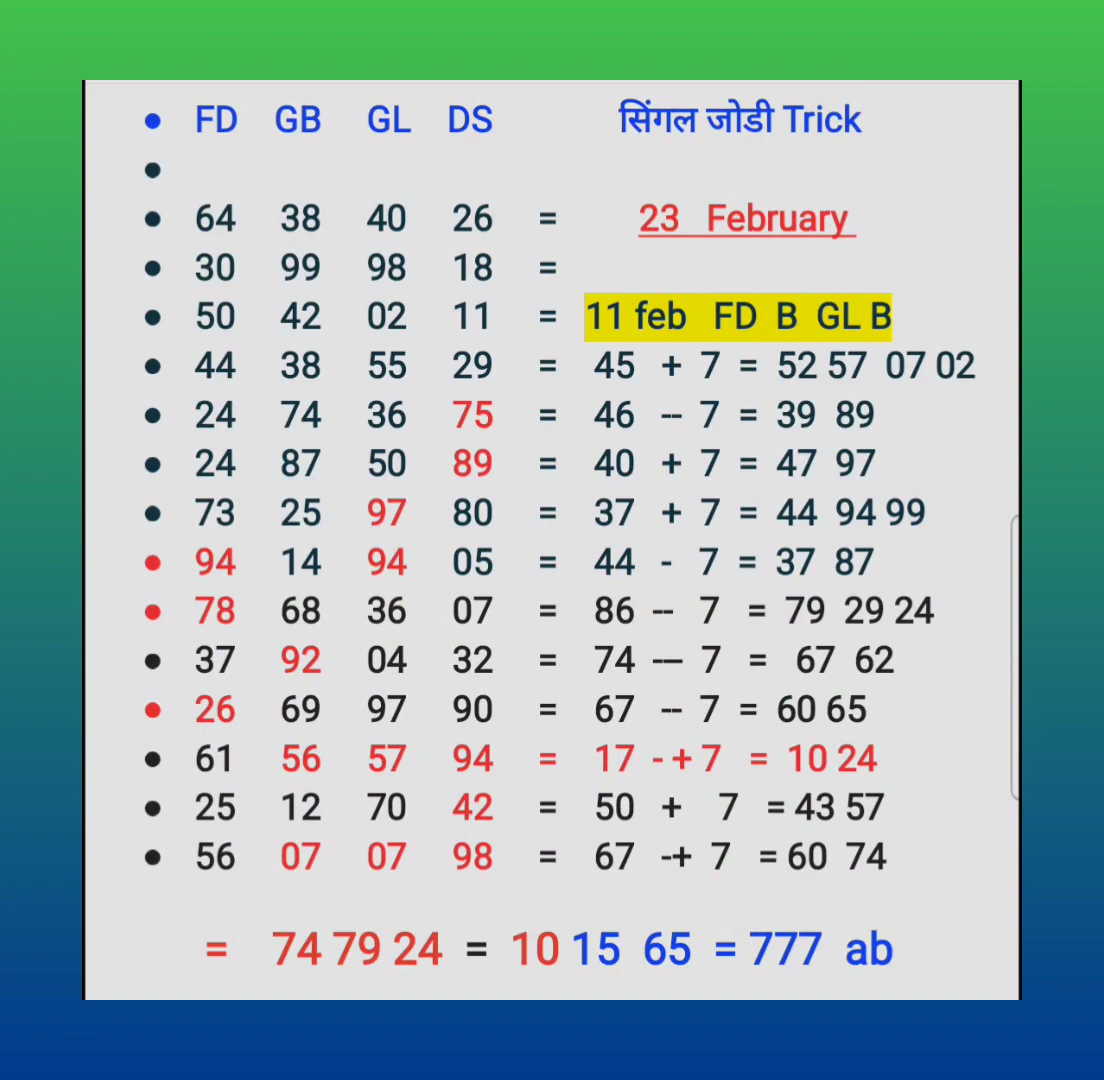 • FD GB GL DS सिंगल जोडी Trick
•
• 64 38 40 26 = 23 February
• 30 99 98 18 =
• 50 42 02 11 = 11 feb FD B GL B
• 44 38 55 29 = 45 + 7 = 52 57 07 02
• 24 74 36 75 = 46 -- 7 = 39 89
• 24 87 50 89 = 40 + 7 = 47 97
• 73 25 97 80 = 37 + 7 = 44 94 99
• 94 14 94 05 = 44 - 7 = 37 87
• 78 68 36 07 = 86 -- 7 = 79 29 24
• 37 92 04 32 = 74 --- 7 = 67 62
• 26 69 97 90 = 67 -- 7 = 60 65
• 61 56 57 94 = 17 - + 7 = 10 24
• 25 12 70 42 = 50 + 7 = 43 57
• 56 07 07 98 = 67 -+ 7 = 60 74
= 74 79 24 = 10 15 65 = 777 ab